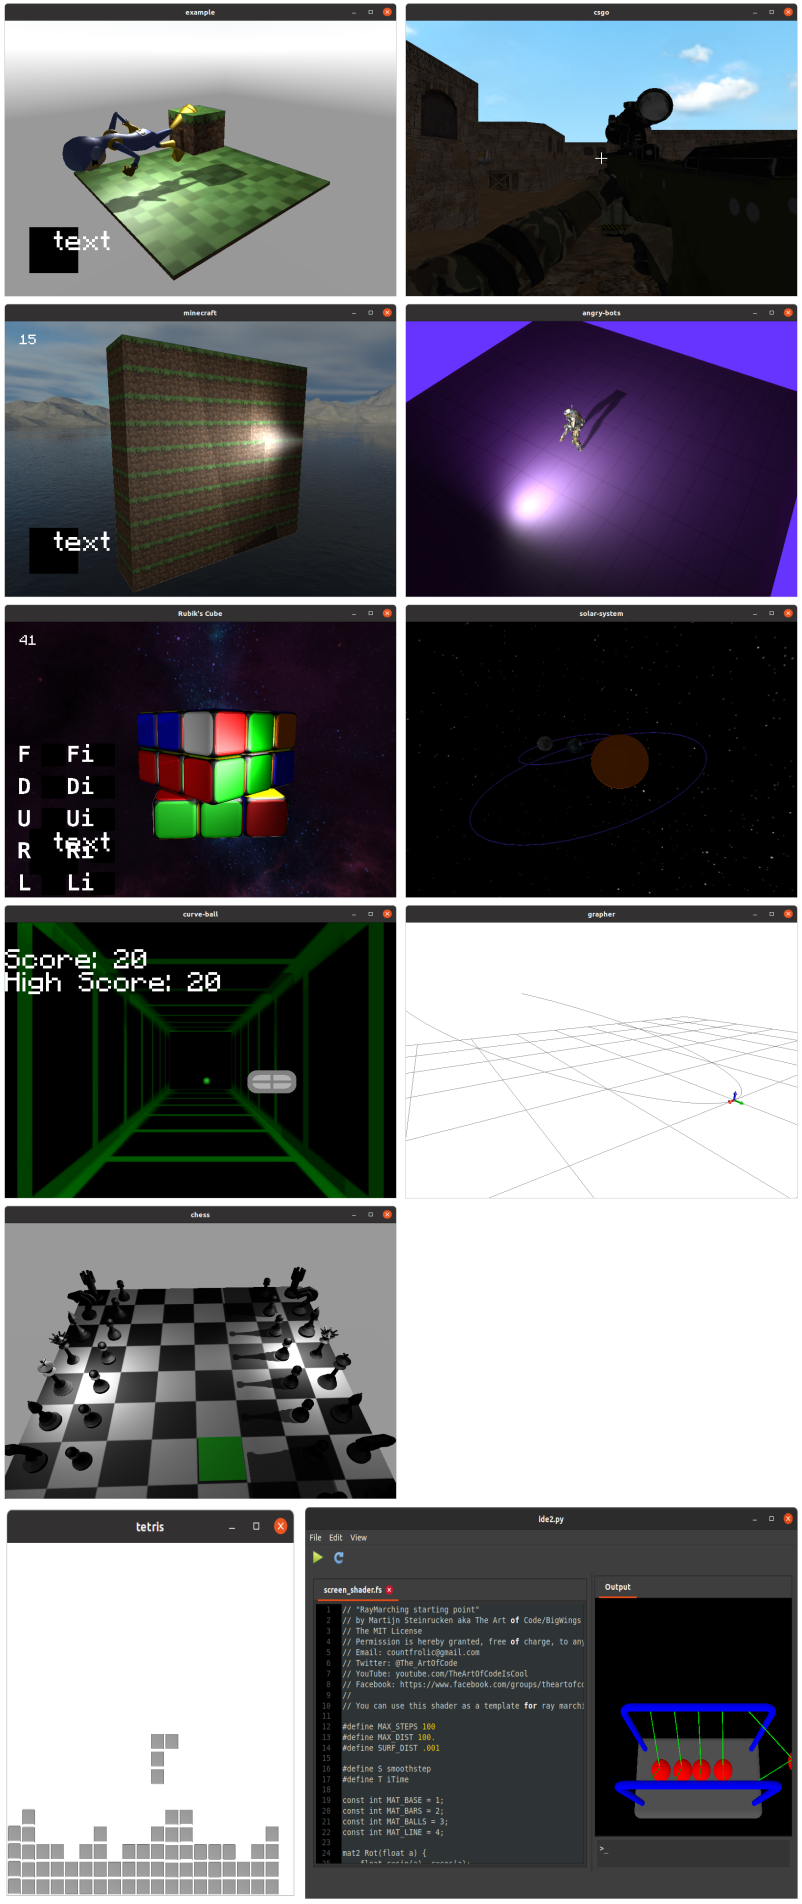 example
csgo
text
minecraft
angry-bots
15
text
Rubik's Cube
solar-system
41
F Fi
D Di
U Ui
text
R Ri
L Li
curve-ball
grapher
Score: 20
High Score: 20
chess
tetris
ide2.py
File Edit View
screen_shader.fs
Output
1 // "RayMarching starting point"
2 // by Martijn Steinrucken aka The Art of Code/BigWings
3 // The MIT License
4 // Permission is hereby granted, free of charge, to any
5 // Email: countfrolic@gmail.com
6 // Twitter: @The_ArtOfCode
7 // YouTube: youtube.com/TheArtOfCodeIsCool
8 // Facebook: https://www.facebook.com/groups/theartofc
9 //
10 // You can use this shader as a template for ray marchi
11
12 #define MAX_STEPS 100
13 #define MAX_DIST 100.
14 #define SURF_DIST .001
15
16 #define S smoothstep
17 #define T iTime
18
19 const int MAT_BASE = 1;
20 const int MAT_BARS = 2;
21 const int MAT_BALLS = 3;
22 const int MAT_LINE = 4;
23
24 mat2 Rot(float a) {
>_